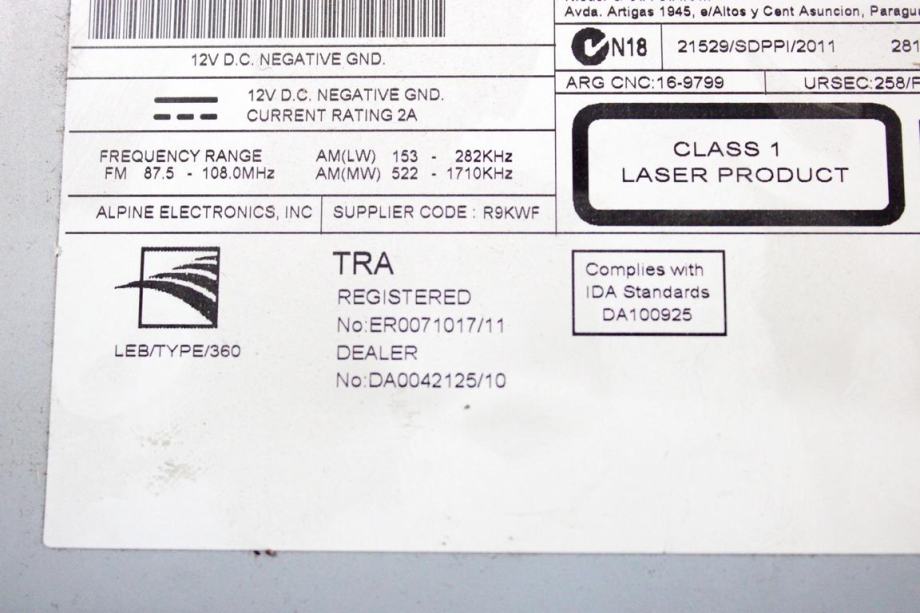 Avda. Artigas 1945, e/Altos y Cent Asuncion,
N18 21529/SDPPI/2011 281
12V D.C. NEGATIVE GND.
ARG CNC:16-9799 URSEC:258/F
12V D.C. NEGATIVE GND.
CURRENT RATING 2A
CLASS 1
LASER PRODUCT
FREQUENCY RANGE AM(LW) 153 - 282KHz
FM 87.5 - 108.0MHz AM(MW) 522 - 1710KHz
ALPINE ELECTRONICS, INC SUPPLIER CODE : R9KWF
LEB/TYPE/360
TRA
REGISTERED
No:ER0071017/11
DEALER
No:DA0042125/10
Complies with
IDA Standards
DA100925